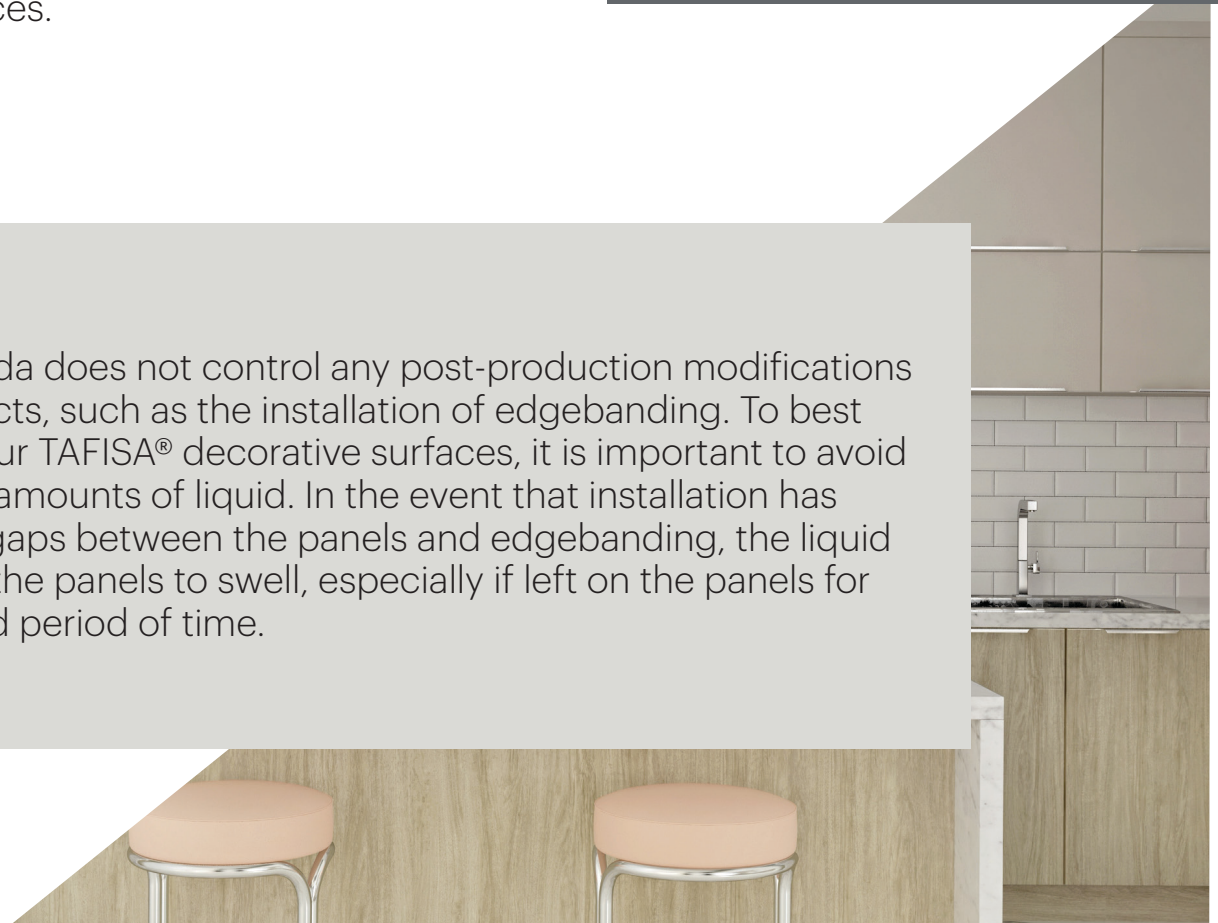 ces.
da does not control any post-production modifications
cts, such as the installation of edgebanding. To best
ur TAFISA® decorative surfaces, it is important to avoid
amounts of liquid. In the event that installation has
gaps between the panels and edgebanding, the liquid
the panels to swell, especially if left on the panels for
d period of time.